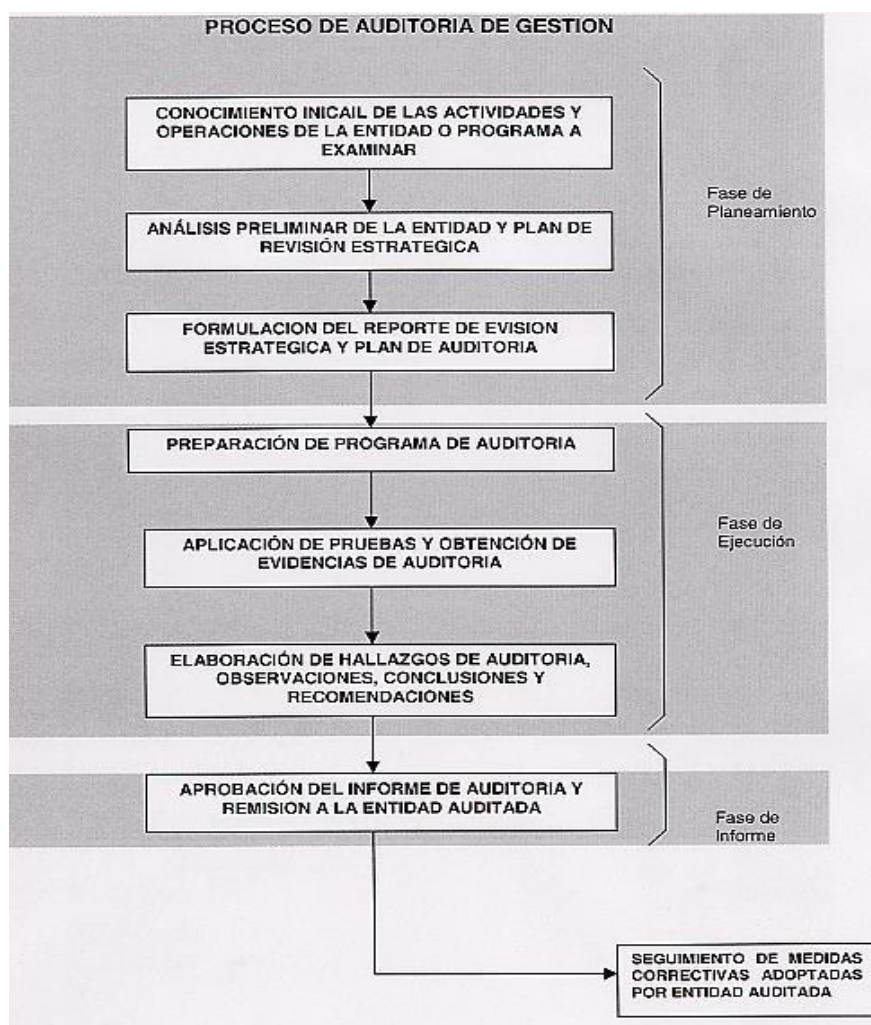 PROCESO DE AUDITORIA DE GESTION
CONOCIMIENTO INICAIL DE LAS ACTIVIDADES Y
OPERACIONES DE LA ENTIDAD O PROGRAMA A
EXAMINAR
Fase de
Planeamiento
ANÁLISIS PRELIMINAR DE LA ENTIDAD Y PLAN DE
REVISIÓN ESTRATEGICA
FORMULACION DEL REPORTE DE EVISION
ESTRATEGICA Y PLAN DE AUDITORIA
PREPARACIÓN DE PROGRAMA DE AUDITORIA
Fase de
Ejecución
APLICACIÓN DE PRUEBAS Y OBTENCIÓN DE
EVIDENCIAS DE AUDITORIA
ELABORACIÓN DE HALLAZGOS DE AUDITORIA,
OBSERVACIONES, CONCLUSIONES Y
RECOMENDACIONES
APROBACIÓN DEL INFORME DE AUDITORIA Y
REMISION A LA ENTIDAD AUDITADA
Fase de
Informe
SEGUIMIENTO DE MEDIDAS
CORRECTIVAS ADOPTADAS
POR ENTIDAD AUDITADA